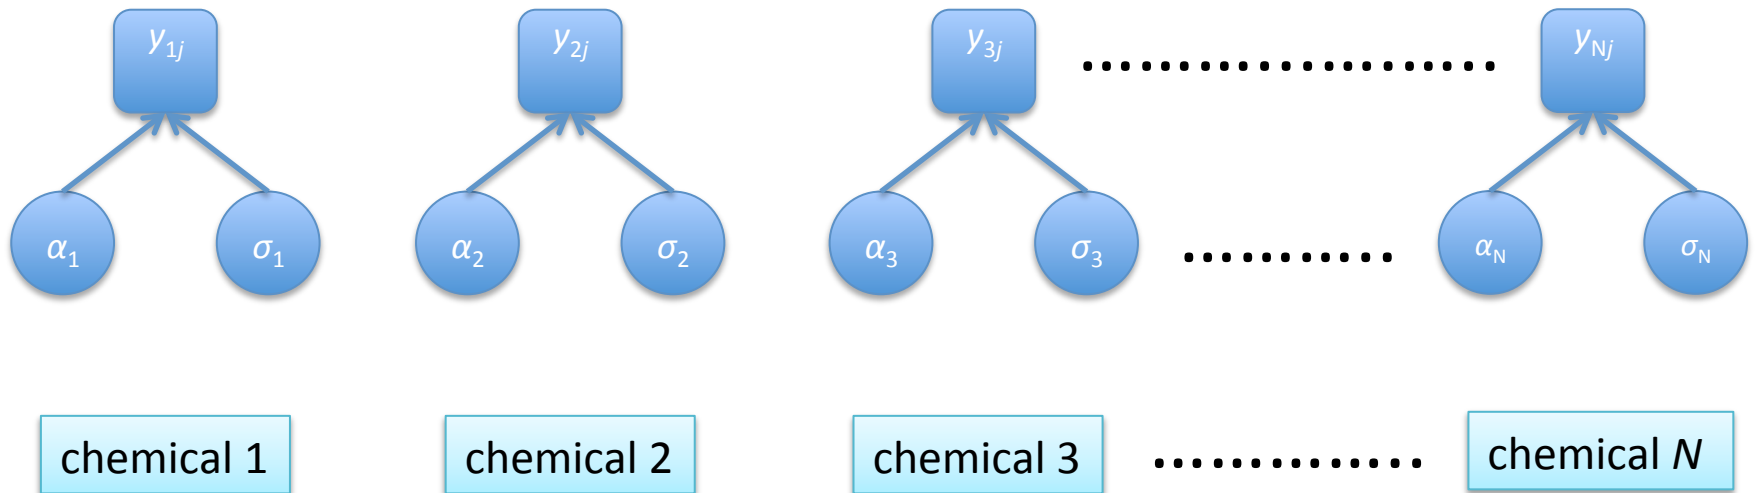 y1j y2j y3j ..................... yNj
α1 σ1 α2 σ2 α3 σ3 ........... αN σN
chemical 1 chemical 2 chemical 3 .............. chemical N